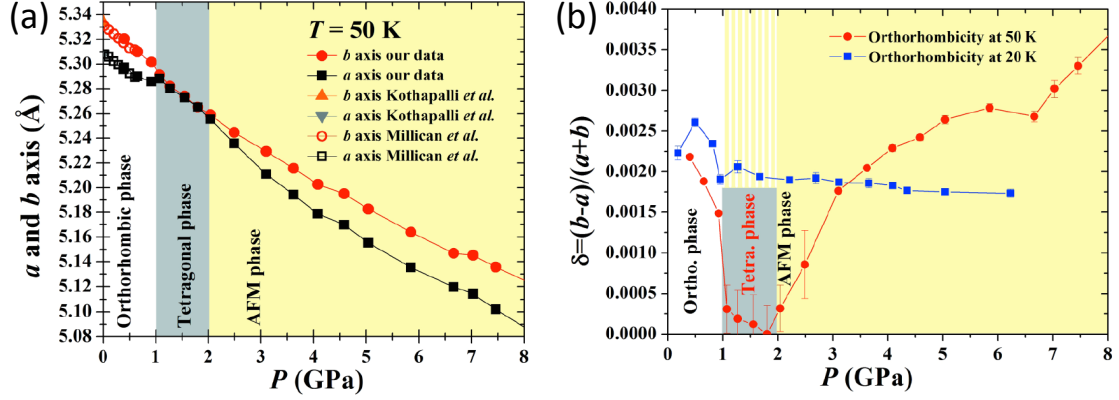 (a)
T = 50 K
b axis our data
a axis our data
b axis Kothapalli et al.
a axis Kothapalli et al.
b axis Millican et al.
a axis Millican et al.
Orthorhombic phase
Tetragonal phase
AFM phase
a and b axis (Å)
5.34
5.32
5.30
5.28
5.26
5.24
5.22
5.20
5.18
5.16
5.14
5.12
5.10
5.08
0 1 2 3 4 5 6 7 8
P (GPa)
(b)
Orthorhombicity at 50 K
Orthorhombicity at 20 K
Ortho. phase
Tetra. phase
AFM phase
δ=(b-a)/(a+b)
0.0040
0.0035
0.0030
0.0025
0.0020
0.0015
0.0010
0.0005
0.0000
0 1 2 3 4 5 6 7 8
P (GPa)